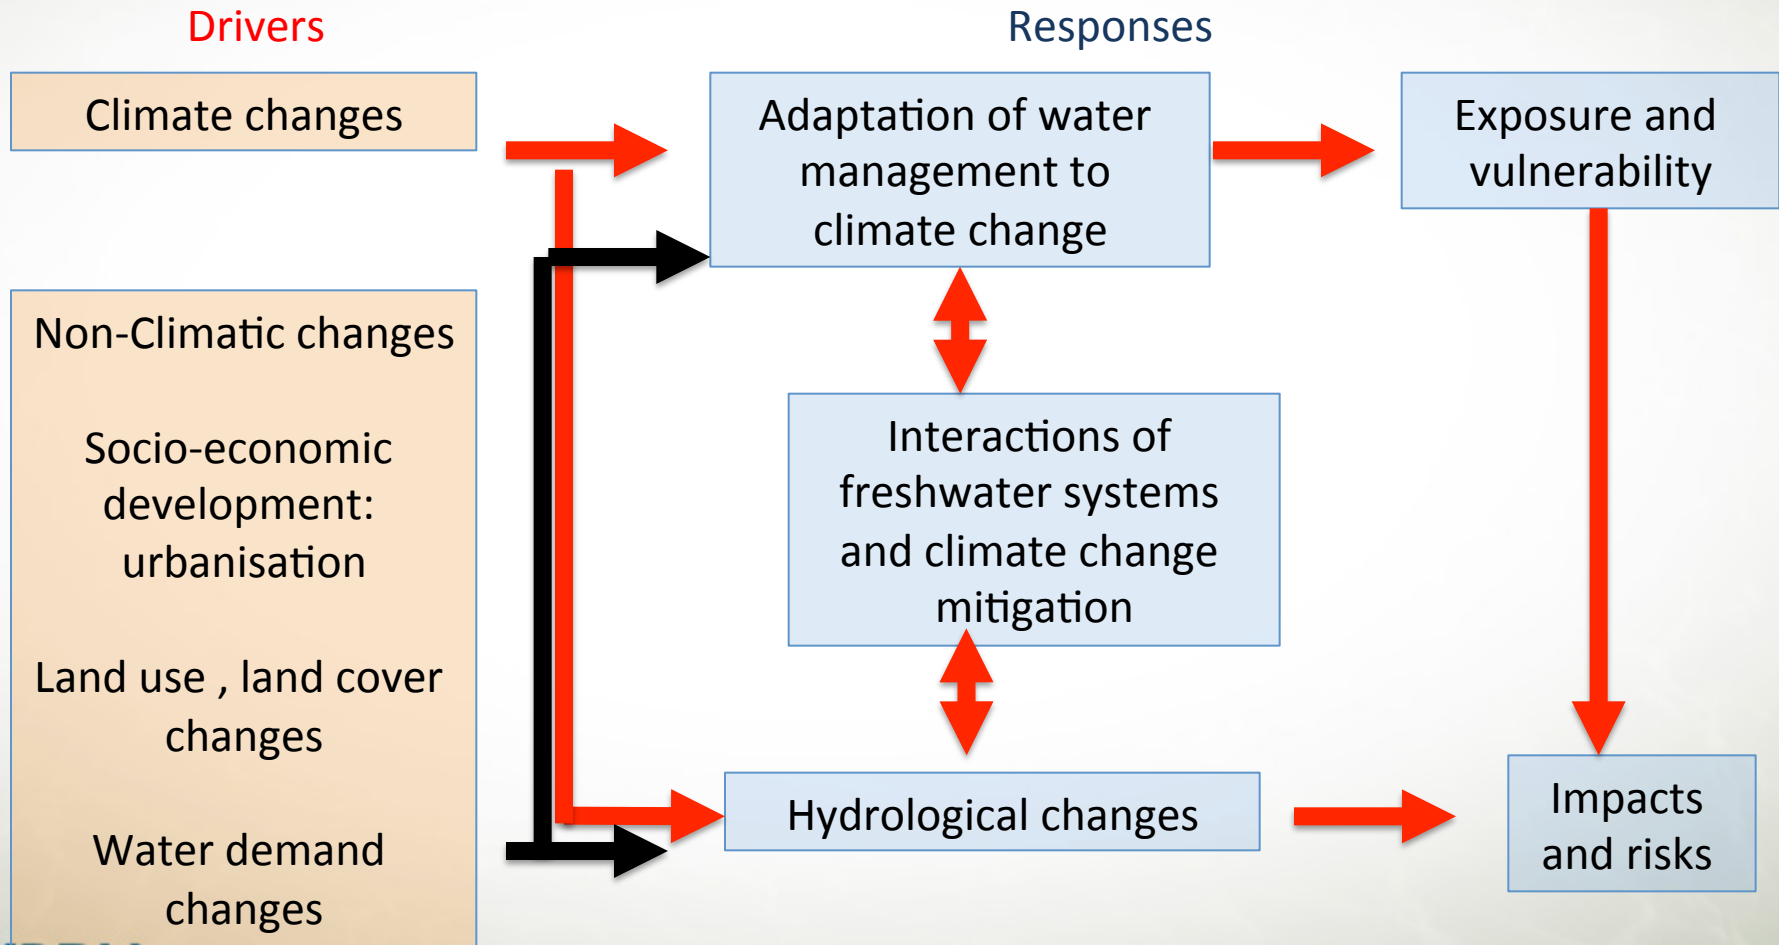 Drivers
Responses
Climate changes
Adaptation of water
management to
climate change
Exposure and
vulnerability
Non-Climatic changes
Socio-economic
development:
urbanisation
Land use , land cover
changes
Water demand
changes
Interactions of
freshwater systems
and climate change
mitigation
Hydrological changes
Impacts
and risks